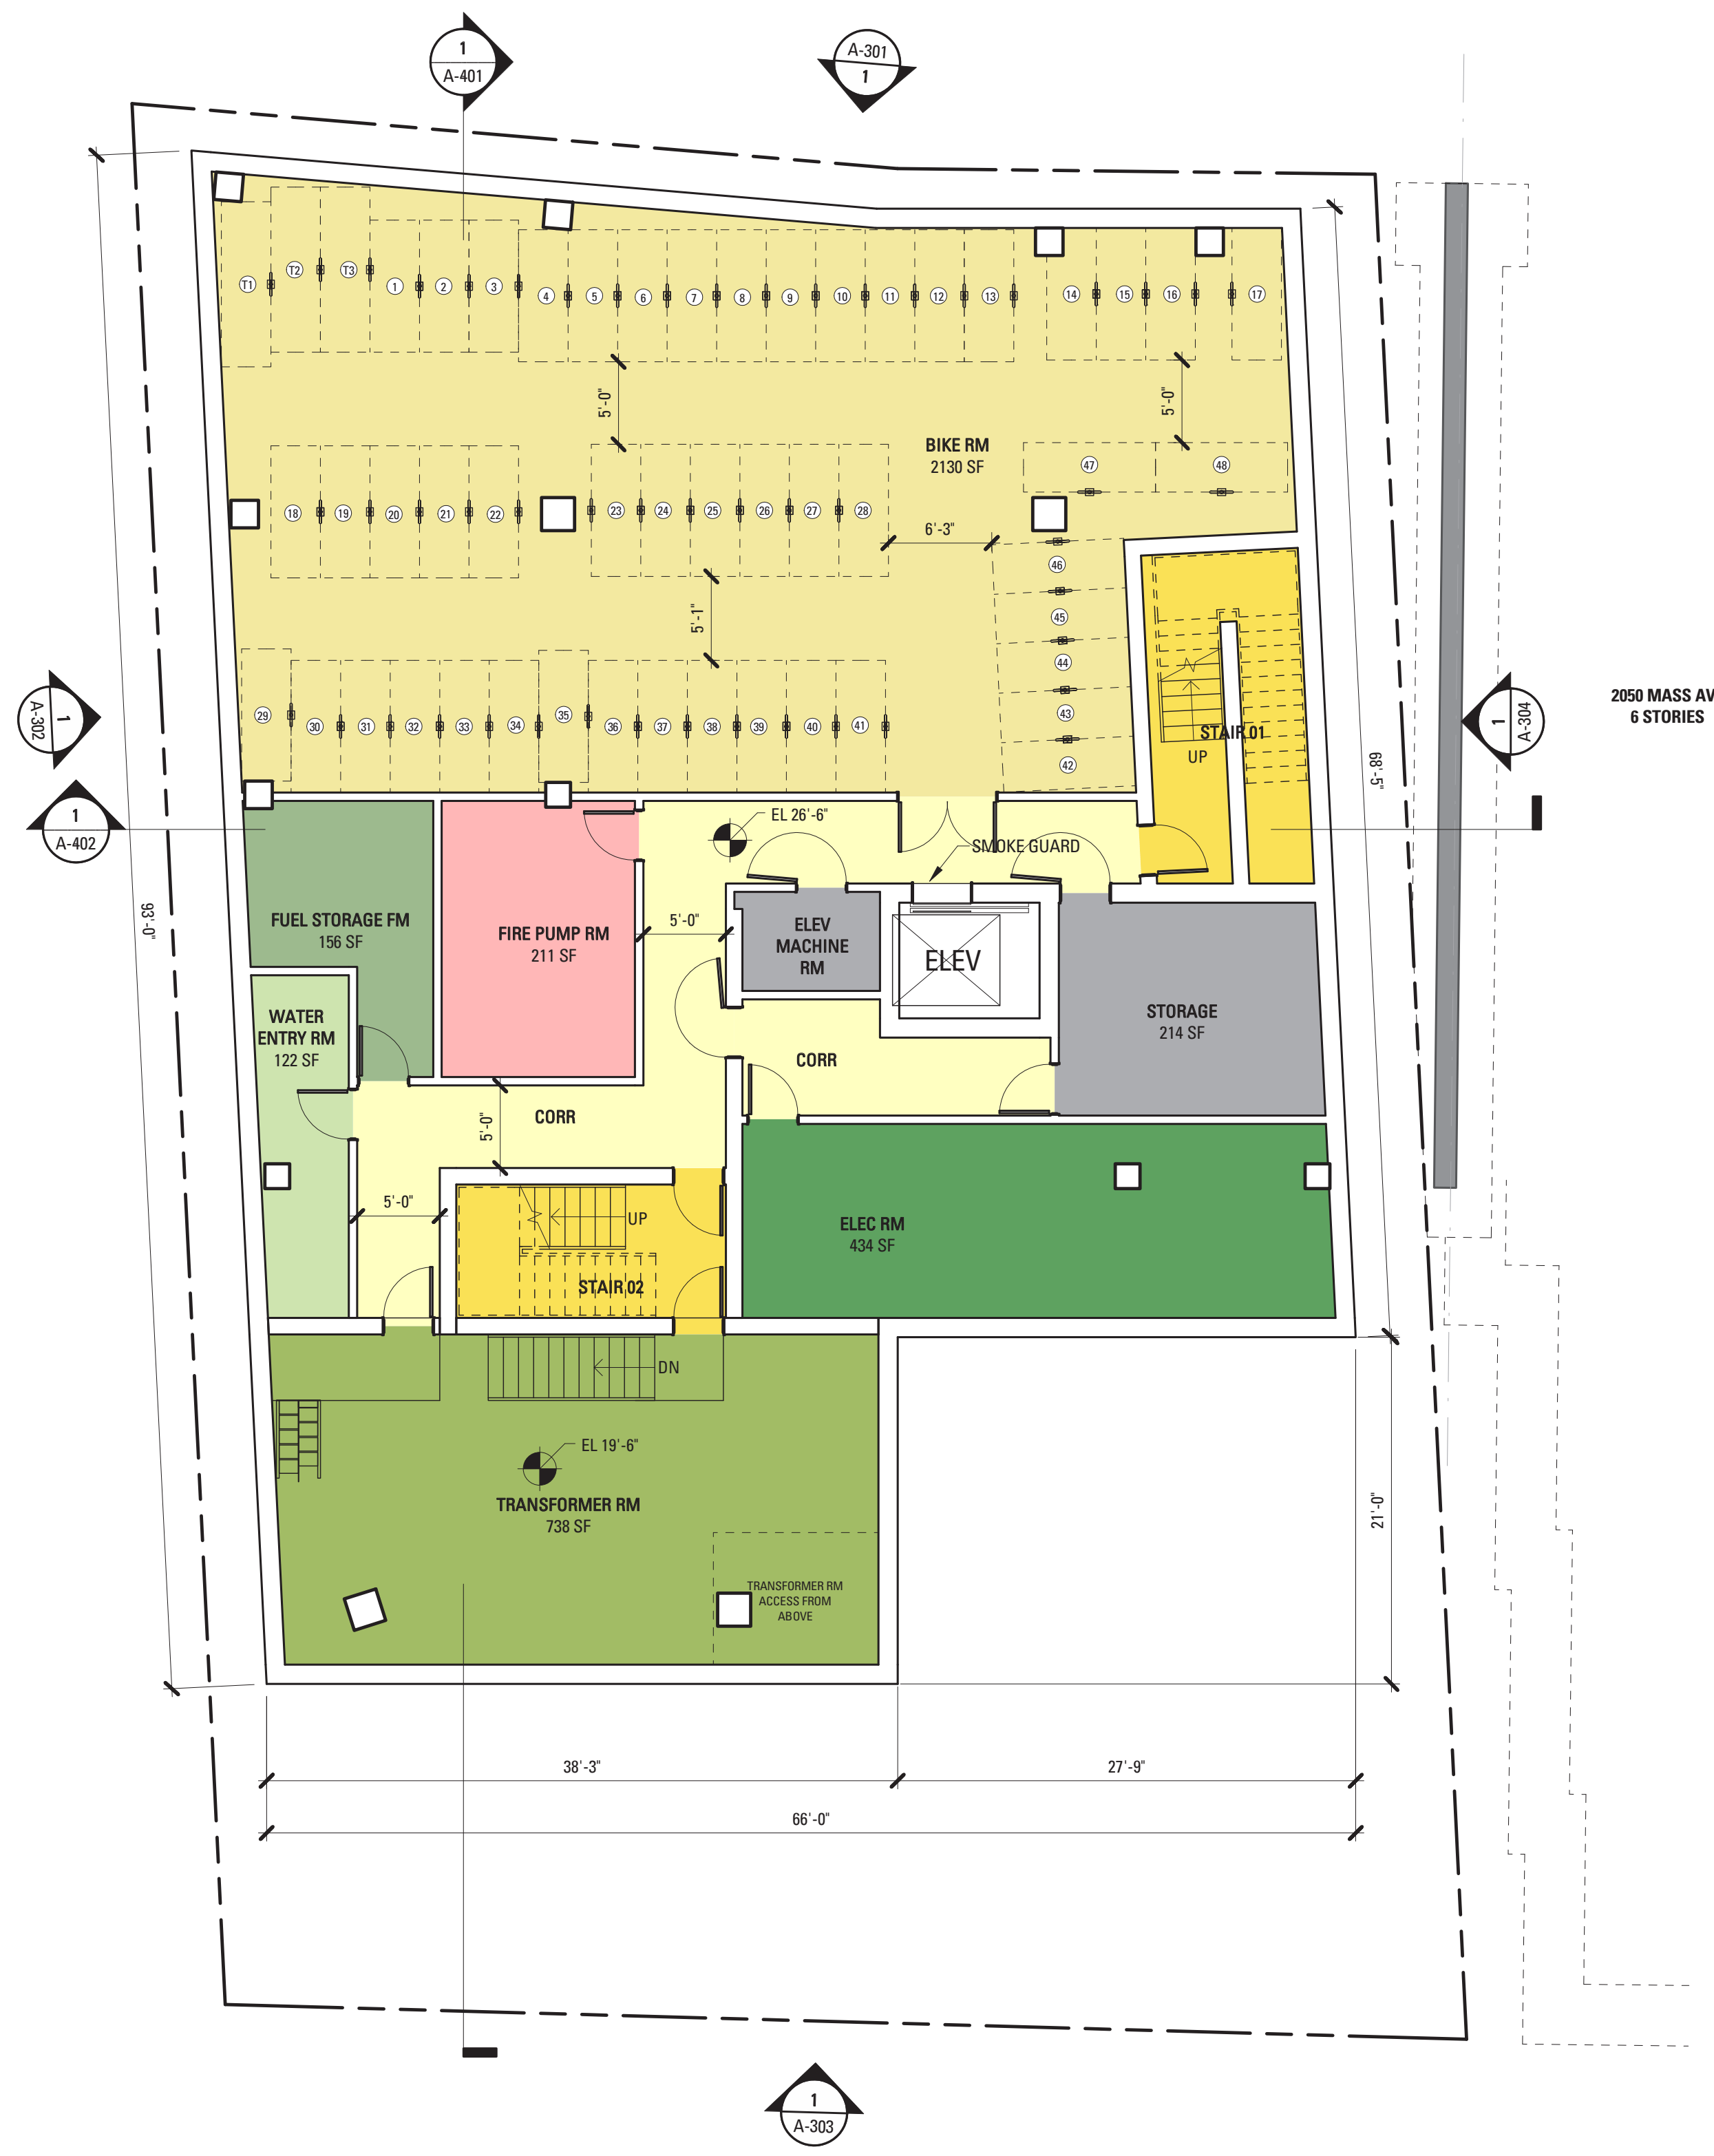 1
A-401
A-301
1
T1
T2
T3
1
2
3
4
5
6
7
8
9
10
11
12
13
14
15
16
17
5'-0"
5'-0"
BIKE RM
2130 SF
47
48
18
19
20
21
22
23
24
25
26
27
28
6'-3"
46
45
44
43
42
5'-1"
29
30
31
32
33
34
35
36
37
38
39
40
41
STAIR 01
UP
1
A-302
1
A-304
2050 MASS AV
6 STORIES
68'-5"
1
A-402
EL 26'-6"
SMOKE GUARD
93'-0"
FUEL STORAGE FM
156 SF
FIRE PUMP RM
211 SF
5'-0"
ELEV
MACHINE
RM
ELEV
STORAGE
214 SF
WATER
ENTRY RM
122 SF
CORR
CORR
5'-0"
5'-0"
UP
STAIR 02
ELEC RM
434 SF
DN
EL 19'-6"
TRANSFORMER RM
738 SF
TRANSFORMER RM
ACCESS FROM
ABOVE
21'-0"
38'-3"
27'-9"
66'-0"
1
A-303